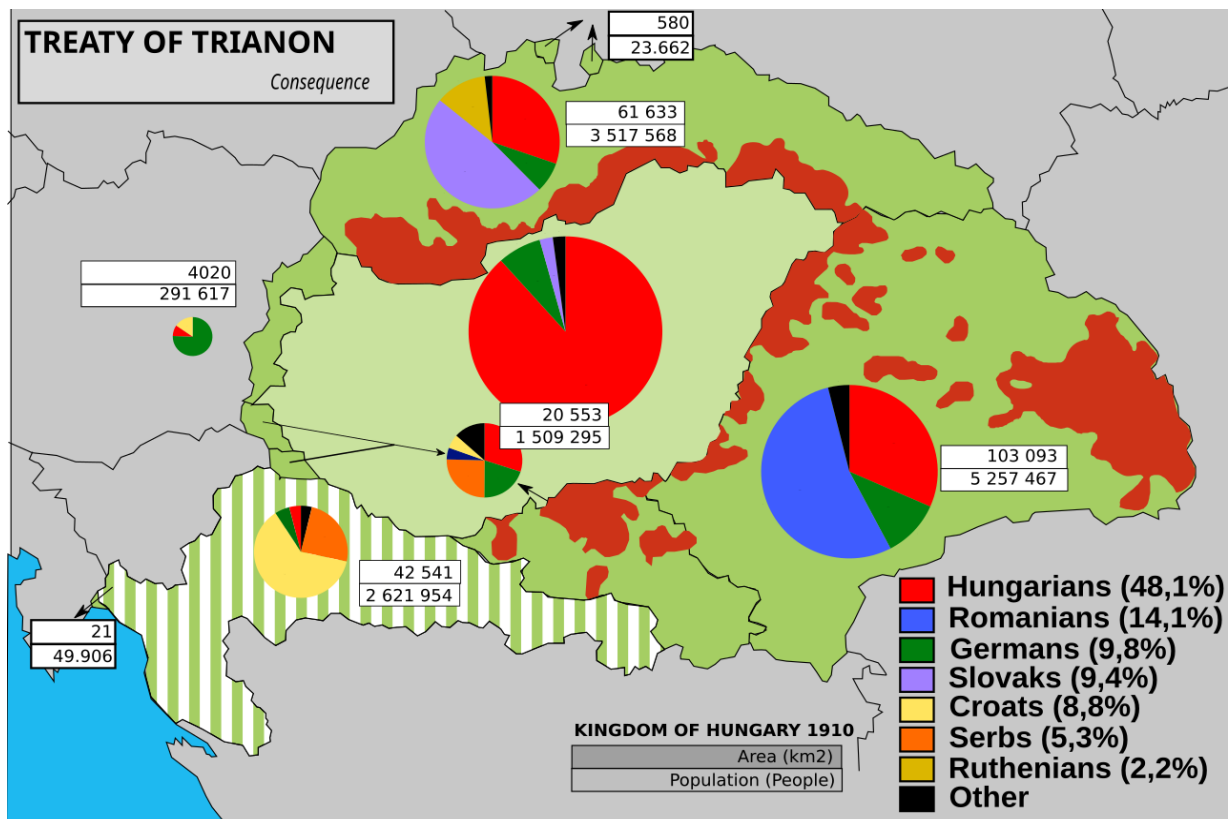 TREATY OF TRIANON
Consequence
580
23.662
61 633
3 517 568
4020
291 617
20 553
1 509 295
103 093
5 257 467
42 541
2 621 954
21
49.906
KINGDOM OF HUNGARY 1910
Area (km2)
Population (People)
Hungarians (48,1%)
Romanians (14,1%)
Germans (9,8%)
Slovaks (9,4%)
Croats (8,8%)
Serbs (5,3%)
Ruthenians (2,2%)
Other